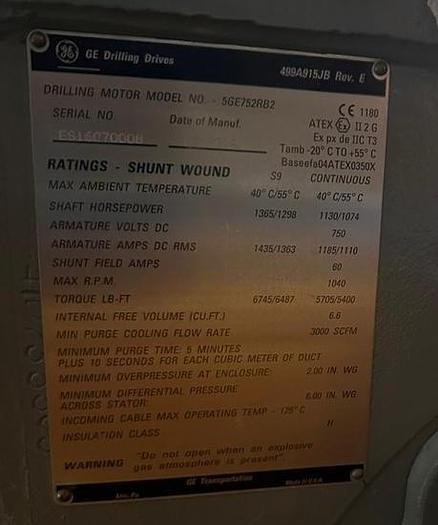 GE Drilling Drives
499A915JB Rev. E
DRILLING MOTOR MODEL NO. - 5GE752RB2
CE 1180
SERIAL NO Date of Manuf.
ATEX Ex II 2 G
Ex px de IIC T3
Tamb -20°C TO +55°C
Baseefa04ATEX0350X
RATINGS - SHUNT WOUND S9 CONTINUOUS
MAX AMBIENT TEMPERATURE 40°C/55°C 40°C/55°C
SHAFT HORSEPOWER 1365/1298 1130/1074
ARMATURE VOLTS DC 750
ARMATURE AMPS DC RMS 1435/1363 1185/1110
SHUNT FIELD AMPS 60
MAX R.P.M. 1040
TORQUE LB-FT 6745/6487 5705/5400
INTERNAL FREE VOLUME (CU.FT.) 6.6
MIN PURGE COOLING FLOW RATE 3000 SCFM
MINIMUM PURGE TIME: 5 MINUTES
PLUS 10 SECONDS FOR EACH CUBIC METER OF DUCT
MINIMUM OVERPRESSURE AT ENCLOSURE: 2.00 IN. WG
MINIMUM DIFFERENTIAL PRESSURE
ACROSS STATOR: 6.00 IN. WG
INCOMING CABLE MAX OPERATING TEMP - 125°C
INSULATION CLASS H
WARNING "Do not open when an explosive
gas atmosphere is present".
GE Transportation
Erie, Pa. Made in U.S.A.